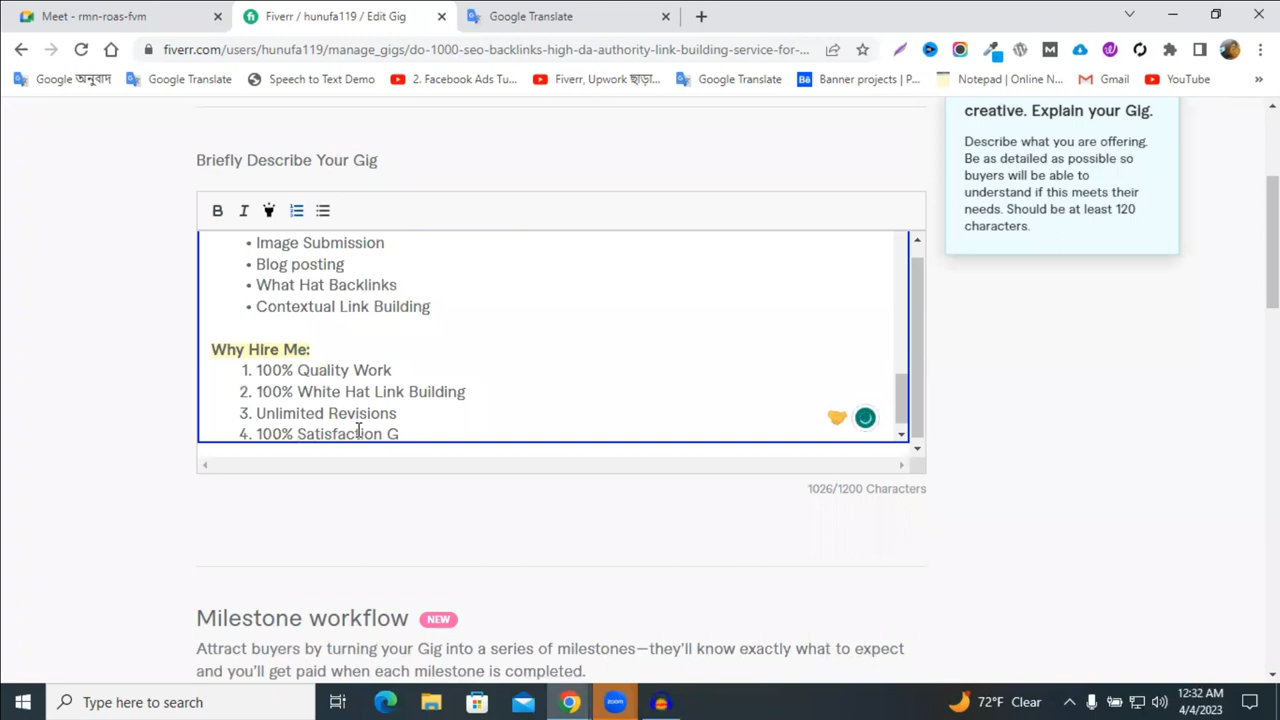 Meet - rmn-roas-fvm
Fiverr / hunufa119 / Edit Gig
Google Translate
fiverr.com/users/hunufa119/manage_gigs/do-1000-seo-backlinks-high-da-authority-link-building-service-for-...
Google অনুবাদ
Google Translate
Speech to Text Demo
2. Facebook Ads Tu...
Fiverr, Upwork ছাড়া...
Google Translate
Banner projects | P...
Notepad | Online N...
Gmail
YouTube
creative. Explain your Gig.
Describe what you are offering.
Be as detailed as possible so
buyers will be able to
understand if this meets their
needs. Should be at least 120
characters.
Briefly Describe Your Gig
• Image Submission
• Blog posting
• What Hat Backlinks
• Contextual Link Building
Why Hire Me:
1. 100% Quality Work
2. 100% White Hat Link Building
3. Unlimited Revisions
4. 100% Satisfaction G
1026/1200 Characters
Milestone workflow NEW
Attract buyers by turning your Gig into a series of milestones—they'll know exactly what to expect
and you'll get paid when each milestone is completed.
Type here to search
zoom
72°F Clear
12:32 AM
4/4/2023